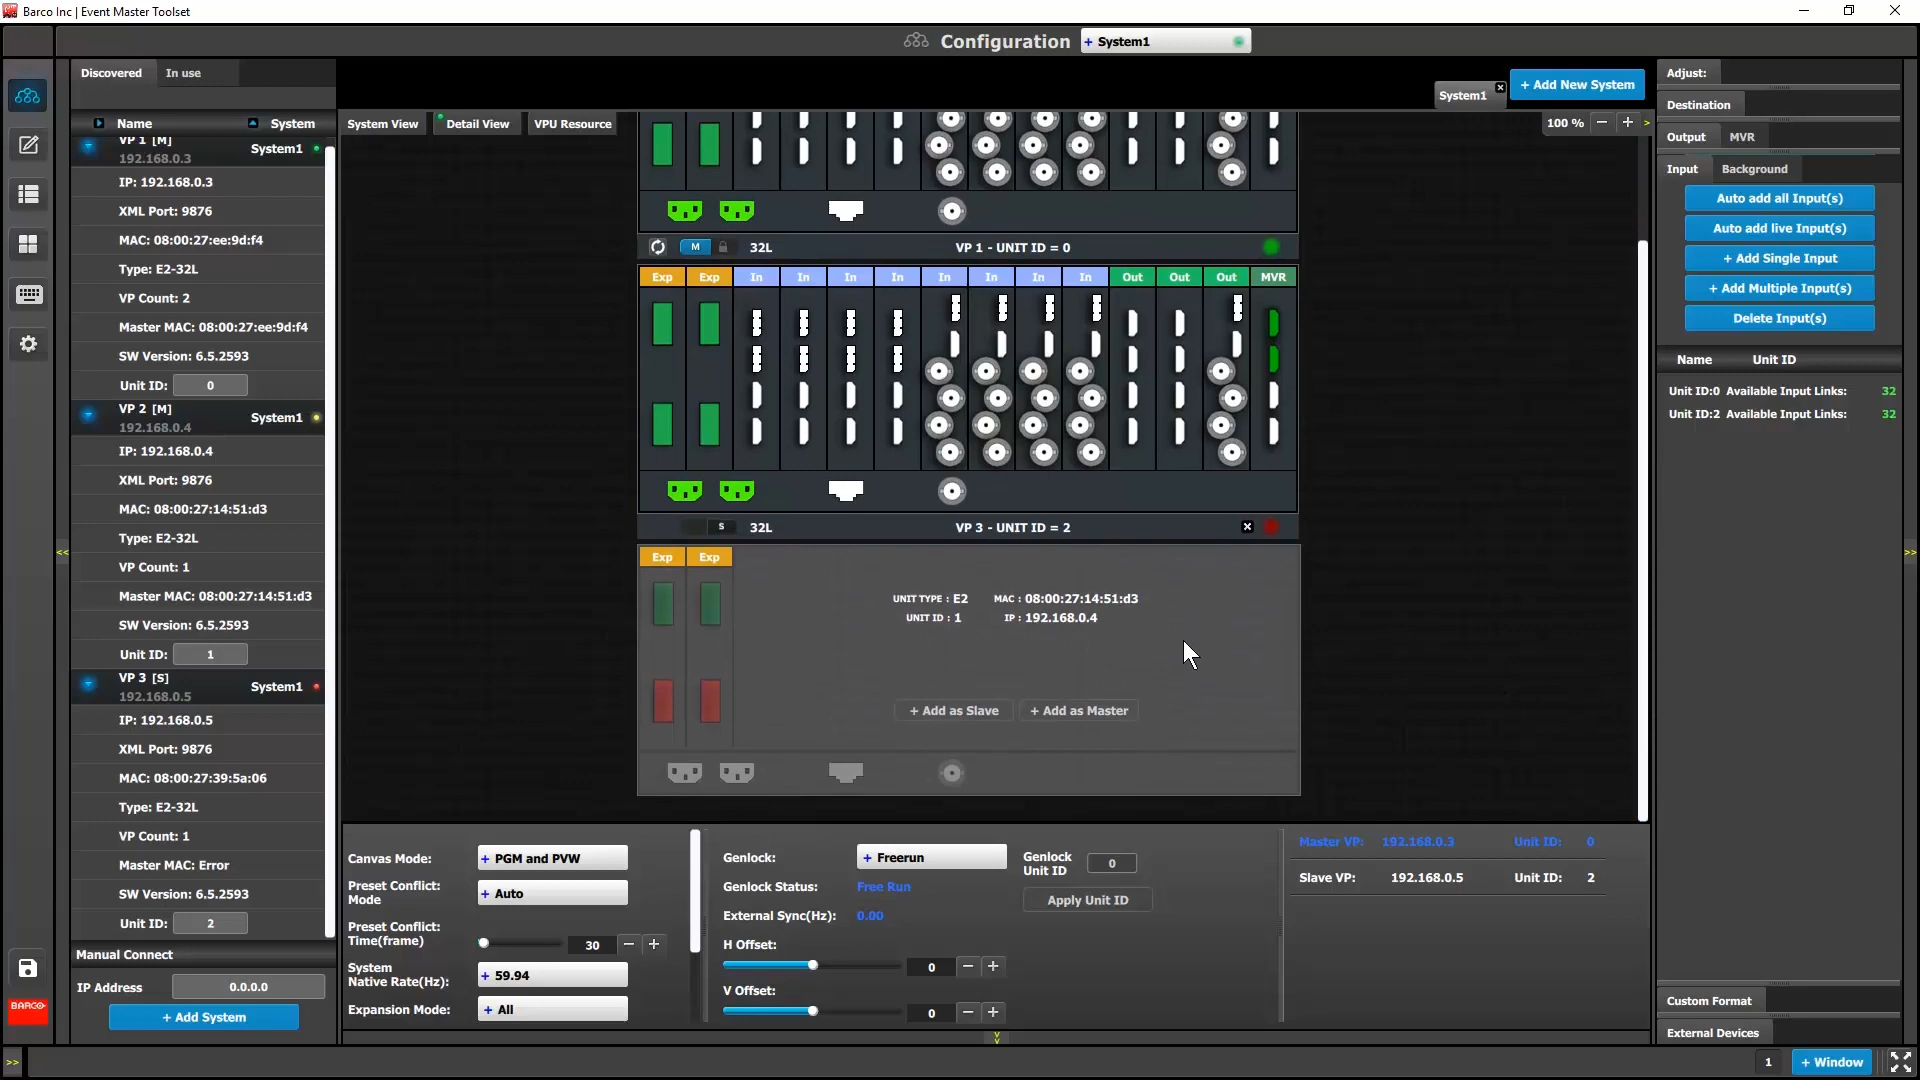 Barco Inc | Event Master Toolset
Configuration
+ System1
Discovered
In use
System1
+ Add New System
Name
System
System View
Detail View
VPU Resource
100 %
VP 1 [M]
System1
192.168.0.3
IP: 192.168.0.3
XML Port: 9876
MAC: 08:00:27:ee:9d:f4
Type: E2-32L
VP Count: 2
Master MAC: 08:00:27:ee:9d:f4
SW Version: 6.5.2593
Unit ID: 0
VP 2 [M]
System1
192.168.0.4
IP: 192.168.0.4
XML Port: 9876
MAC: 08:00:27:14:51:d3
Type: E2-32L
VP Count: 1
Master MAC: 08:00:27:14:51:d3
SW Version: 6.5.2593
Unit ID: 1
VP 3 [S]
System1
192.168.0.5
IP: 192.168.0.5
XML Port: 9876
MAC: 08:00:27:39:5a:06
Type: E2-32L
VP Count: 1
Master MAC: Error
SW Version: 6.5.2593
Unit ID: 2
Manual Connect
IP Address 0.0.0.0
+ Add System
BARCO
M 32L VP 1 - UNIT ID = 0
Exp Exp In In In In In In In In Out Out Out MVR
S 32L VP 3 - UNIT ID = 2
Exp Exp
UNIT TYPE : E2 MAC : 08:00:27:14:51:d3
UNIT ID : 1 IP : 192.168.0.4
+ Add as Slave + Add as Master
Canvas Mode: + PGM and PVW
Preset Conflict: Mode + Auto
Preset Conflict: Time(frame) 30
System Native Rate(Hz): + 59.94
Expansion Mode: + All
Genlock: + Freerun
Genlock Status: Free Run
External Sync(Hz): 0.00
H Offset:
0
V Offset:
0
Genlock Unit ID 0
Apply Unit ID
Master VP: 192.168.0.3 Unit ID: 0
Slave VP: 192.168.0.5 Unit ID: 2
Adjust:
Destination
Output MVR
Input Background
Auto add all Input(s)
Auto add live Input(s)
+ Add Single Input
+ Add Multiple Input(s)
Delete Input(s)
Name Unit ID
Unit ID:0 Available Input Links: 32
Unit ID:2 Available Input Links: 32
Custom Format
External Devices
1 + Window